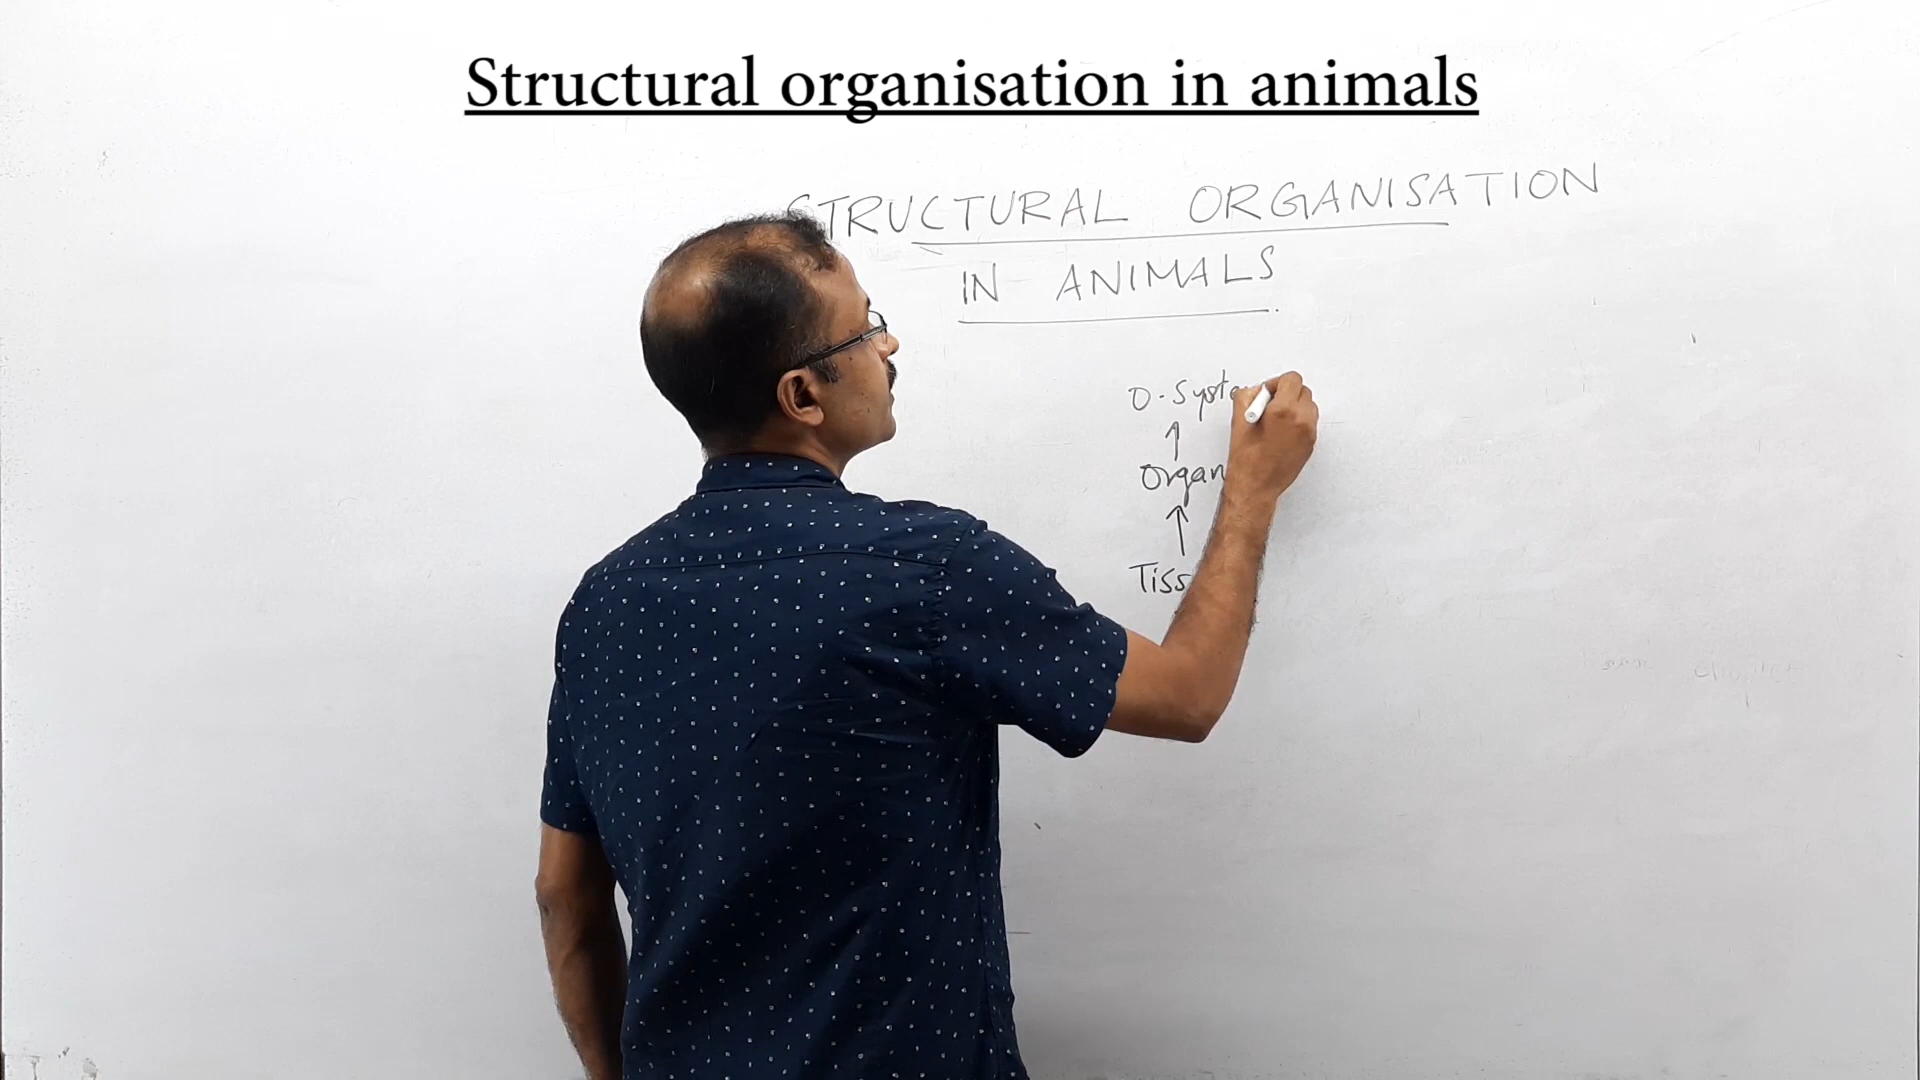 Structural organisation in animals
STRUCTURAL ORGANISATION
IN ANIMALS
O-Syste
↑
Organ
↑
Tiss